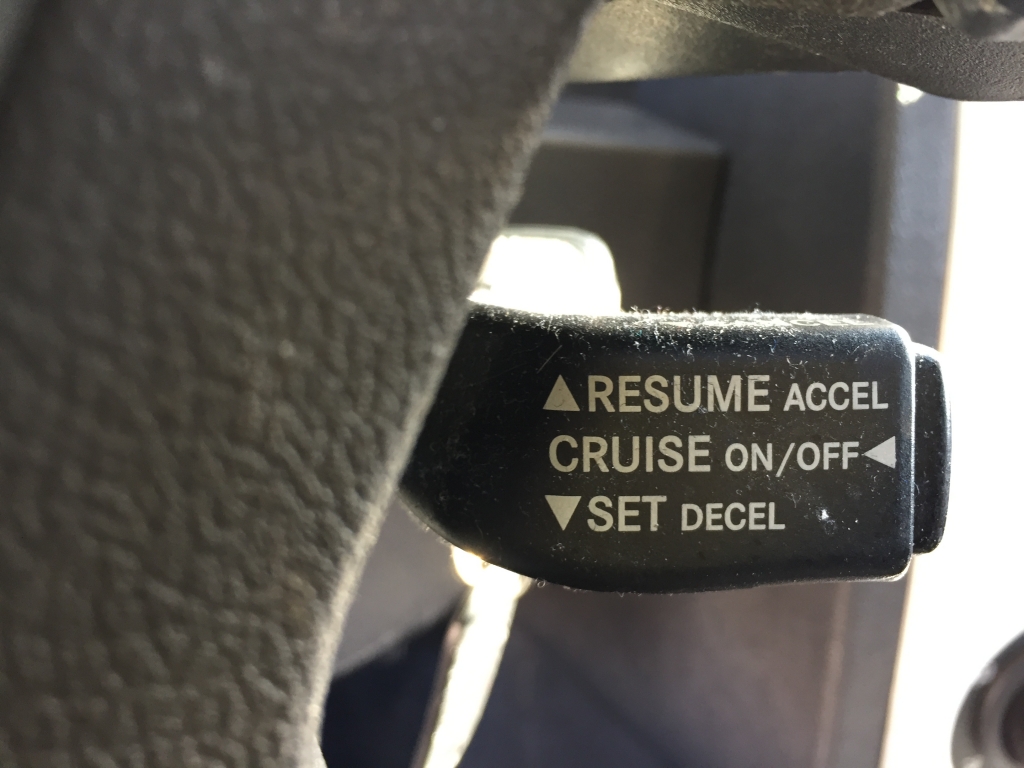 ▲RESUME ACCEL
CRUISE ON/OFF◀
▼SET DECEL